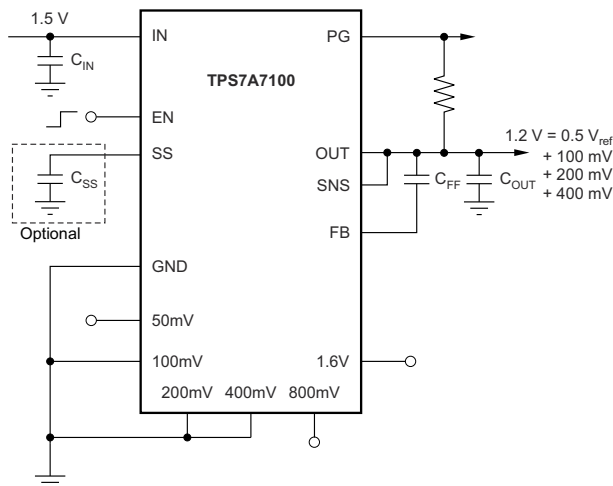 1.5 V
IN
PG
C_IN
TPS7A7100
EN
SS
OUT
1.2 V = 0.5 V_ref
+ 100 mV
+ 200 mV
+ 400 mV
C_SS
SNS
C_FF
C_OUT
Optional
FB
GND
50mV
100mV
1.6V
200mV 400mV 800mV